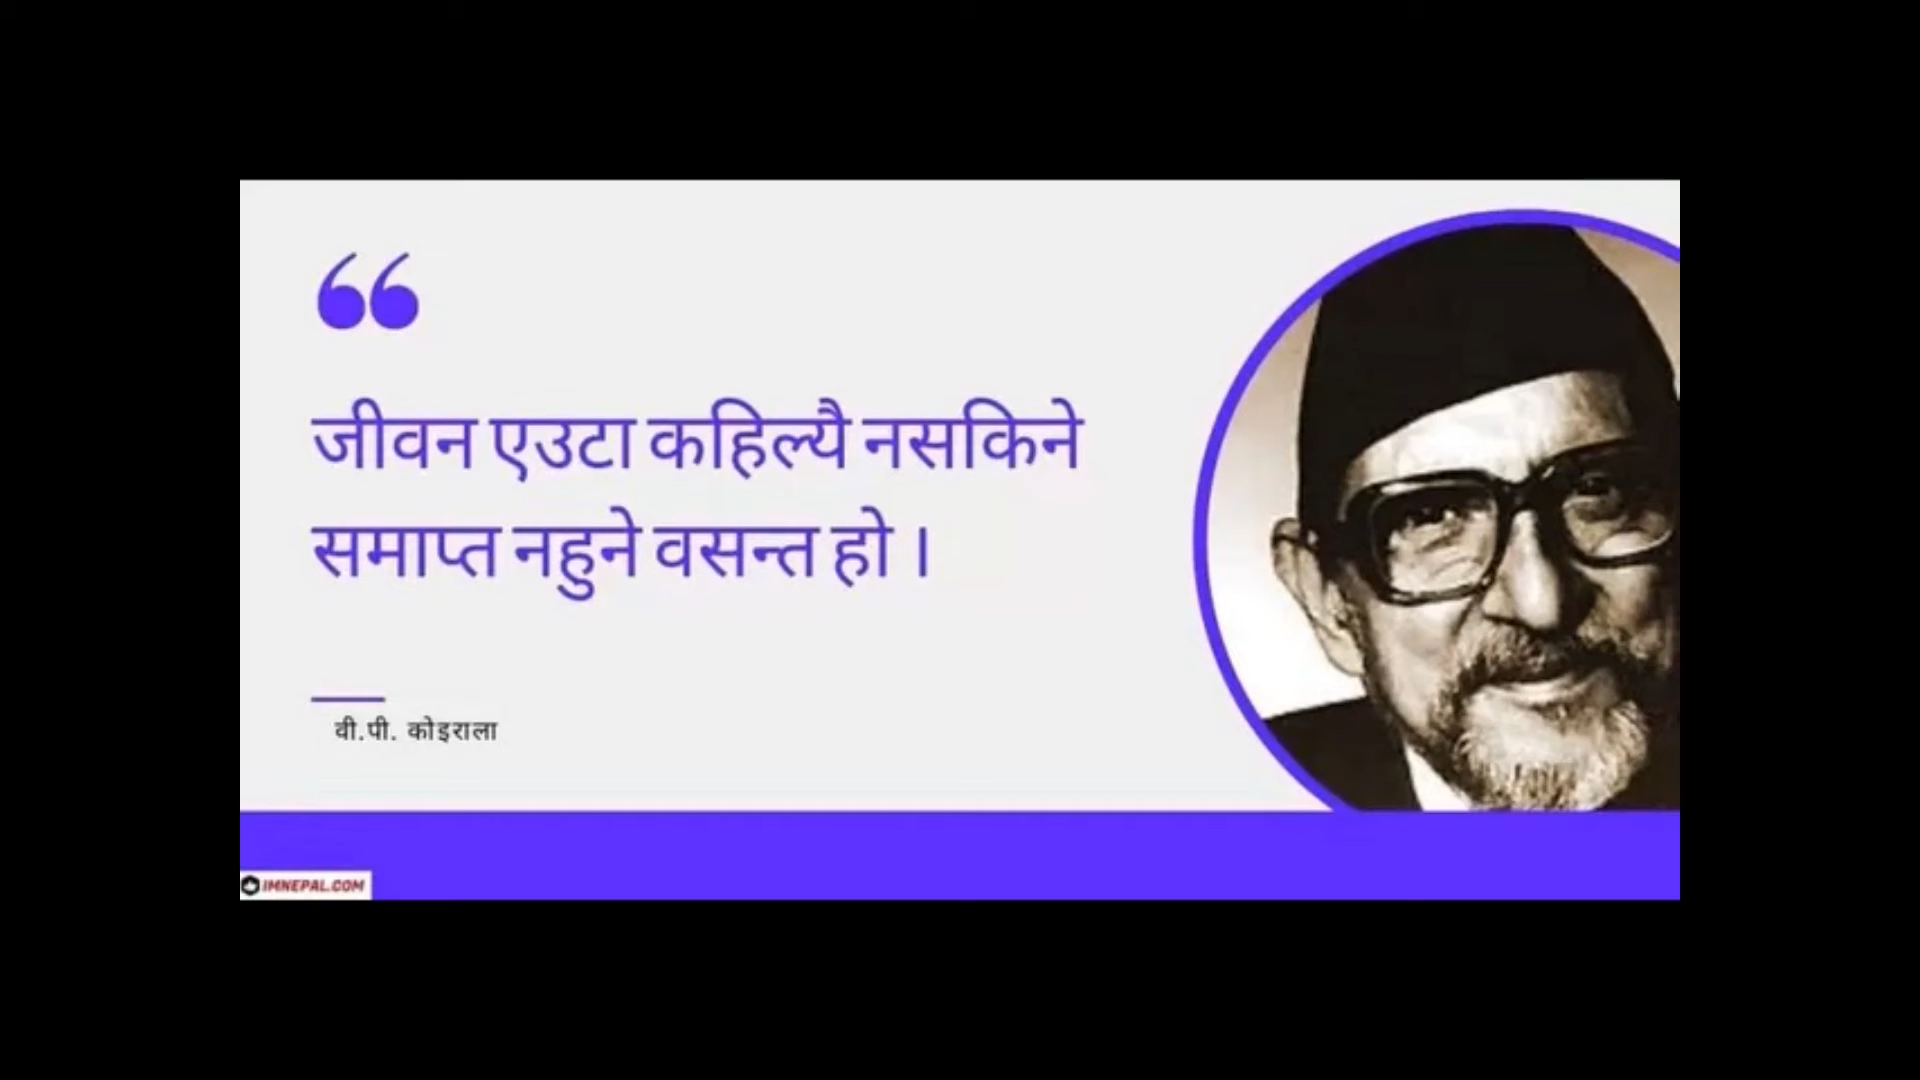 “
जीवन एउटा कहिल्यै नसकिने
समाप्त नहुने वसन्त हो ।
वी.पी. कोइराला
IMNEPAL.COM